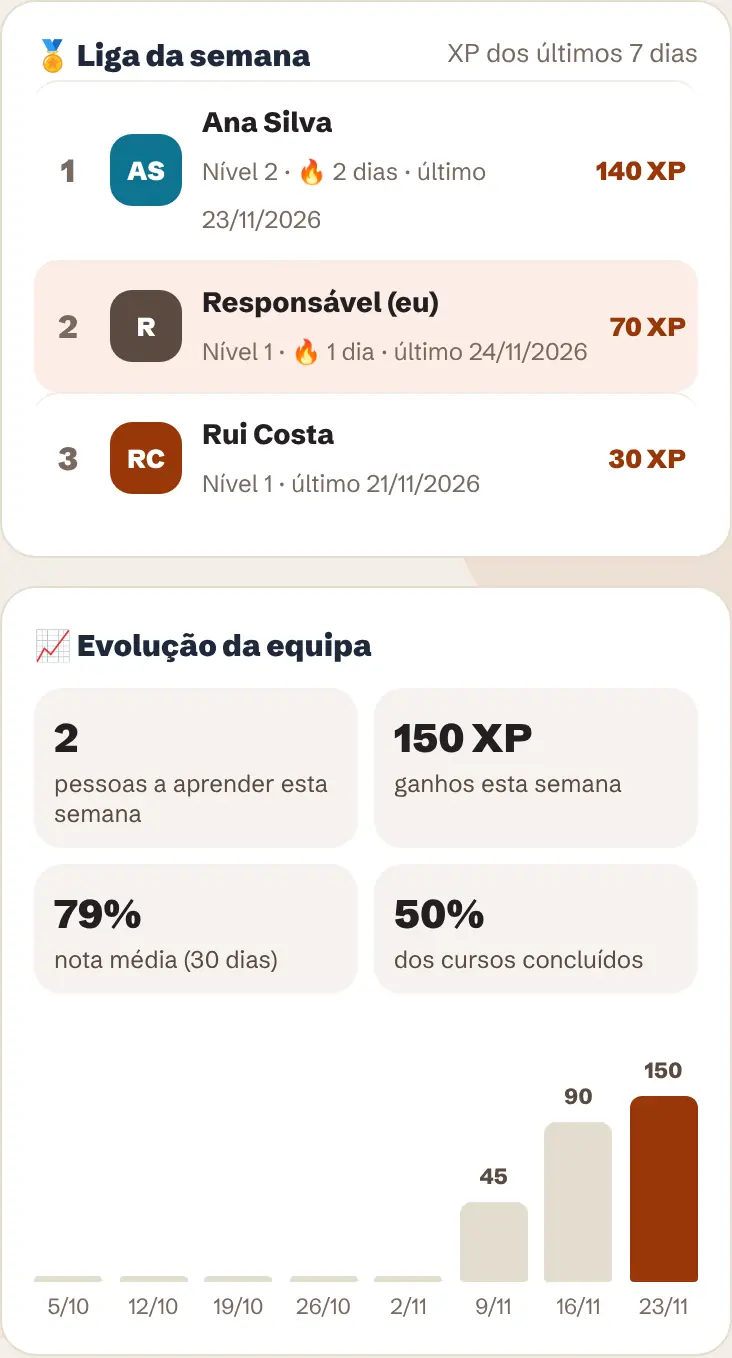 🏅 Liga da semana
XP dos últimos 7 dias
1
AS
Ana Silva
Nível 2 · 🔥 2 dias · último
23/11/2026
140 XP
2
R
Responsável (eu)
Nível 1 · 🔥 1 dia · último 24/11/2026
70 XP
3
RC
Rui Costa
Nível 1 · último 21/11/2026
30 XP
📈 Evolução da equipa
2
pessoas a aprender esta
semana
150 XP
ganhos esta semana
79%
nota média (30 dias)
50%
dos cursos concluídos
45
90
150
5/10
12/10
19/10
26/10
2/11
9/11
16/11
23/11